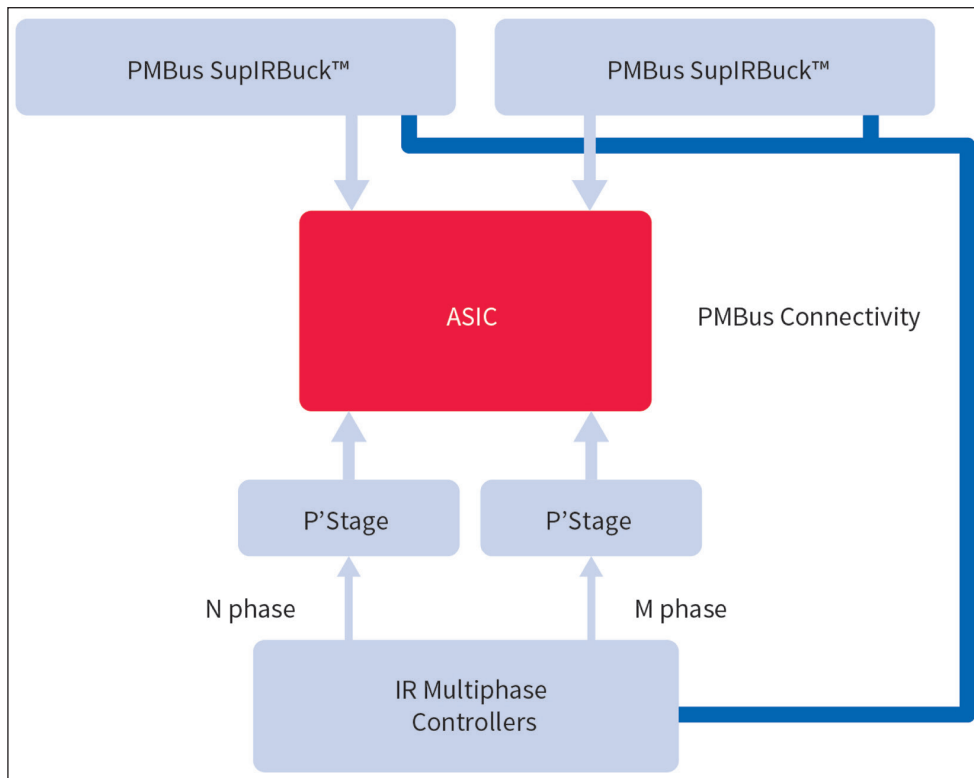 PMBus SupIRBuck™
PMBus SupIRBuck™
ASIC
PMBus Connectivity
P’Stage
P’Stage
N phase
M phase
IR Multiphase
Controllers